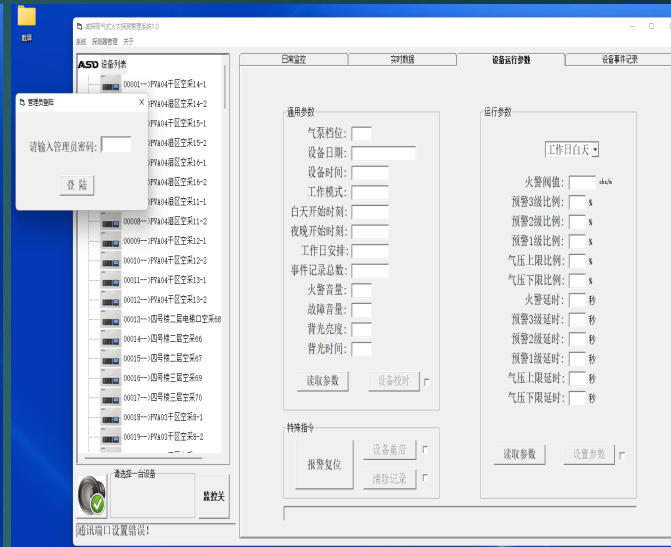 截屏
威探吸气式火灾探测管理系统1.0
系统 探测器管理 关于
ASD 设备列表
00001-->PVA04干区空采14-1
-->PVA04湿区空采14-2
-->PVA04干区空采15-1
-->PVA04湿区空采15-2
-->PVA04湿区空采16-1
-->PVA04干区空采16-2
-->PVA04湿区空采11-1
00008-->PVA04湿区空采11-2
00009-->PVA04干区空采12-1
00010-->PVA04干区空采12-2
00011-->PVA04干区空采13-1
00012-->PVA04干区空采13-2
00013-->四号楼二层电梯口空采68
00014-->四号楼二层空采66
00015-->四号楼二层空采67
00016-->四号楼三层空采69
00017-->四号楼三层空采70
00018-->PVA03干区空采8-1
00019-->PVA03干区空采8-2
管理员登陆 X
请输入管理员密码:
登 陆
请选择一台设备
监控关
通讯端口设置错误!
日常监控 实时数据 设备运行参数 设备事件记录
通用参数
气泵档位:
设备日期:
设备时间:
工作模式:
白天开始时刻:
夜晚开始时刻:
工作日安排:
事件记录总数:
火警音量:
故障音量:
背光亮度:
背光时间:
读取参数 设备校时
特殊指令
报警复位
设备重启
清除记录
运行参数
工作日白天
火警阀值: obs/m
预警3级比例: %
预警2级比例: %
预警1级比例: %
气压上限比例: %
气压下限比例: %
火警延时: 秒
预警3级延时: 秒
预警2级延时: 秒
预警1级延时: 秒
气压上限延时: 秒
气压下限延时: 秒
读取参数 设置参数